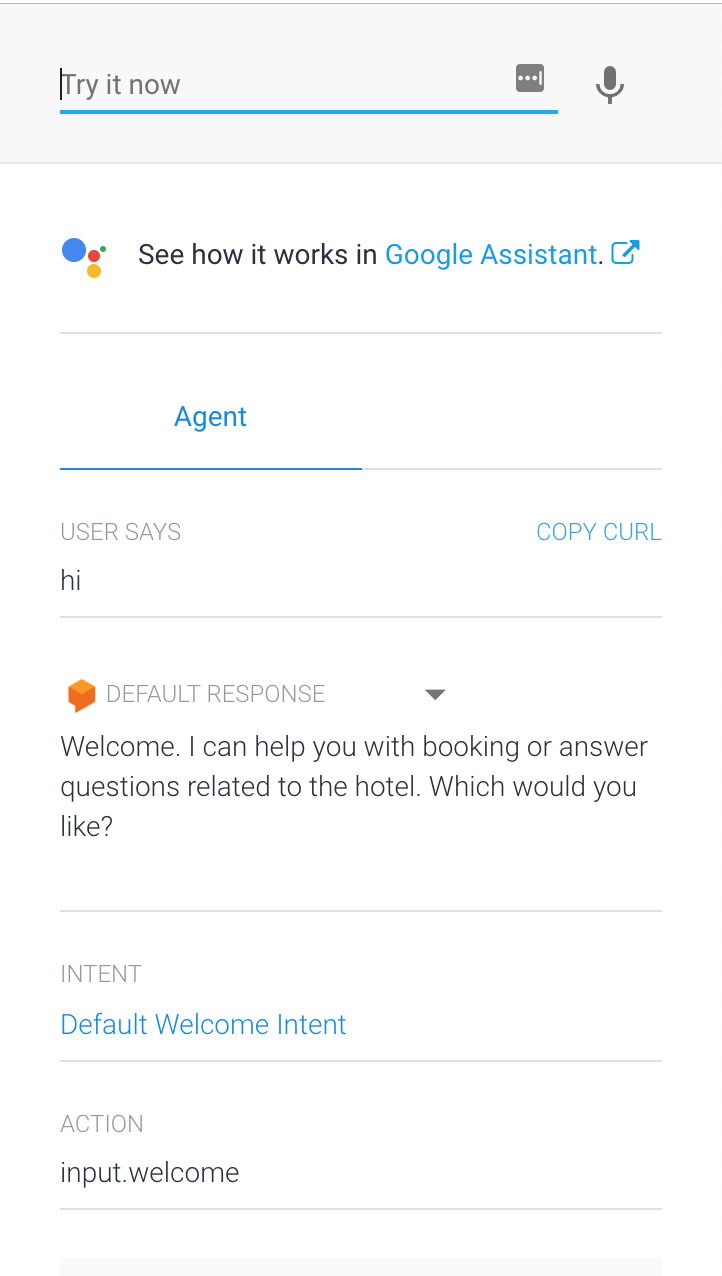 Try it now
See how it works in Google Assistant.
Agent
USER SAYS COPY CURL
hi
DEFAULT RESPONSE
Welcome. I can help you with booking or answer
questions related to the hotel. Which would you
like?
INTENT
Default Welcome Intent
ACTION
input.welcome